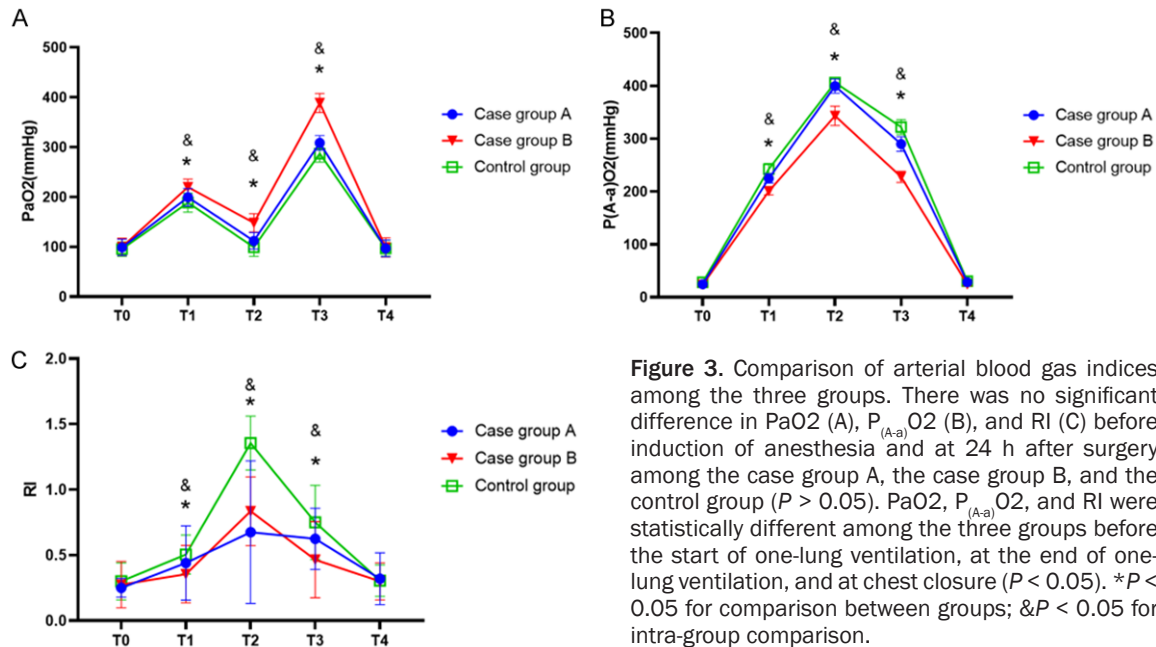 A
500
400
300
200
100
0
PaO2(mmHg)
& * & * & *
T0 T1 T2 T3 T4
Case group A
Case group B
Control group
B
500
400
300
200
100
0
P(A-a)O2(mmHg)
& * & * & *
T0 T1 T2 T3 T4
Case group A
Case group B
Control group
C
2.0
1.5
1.0
0.5
0.0
RI
& * & * & *
T0 T1 T2 T3 T4
Case group A
Case group B
Control group
Figure 3. Comparison of arterial blood gas indices
among the three groups. There was no significant
difference in PaO2 (A), P(A-a)O2 (B), and RI (C) before
induction of anesthesia and at 24 h after surgery
among the case group A, the case group B, and the
control group (P > 0.05). PaO2, P(A-a)O2, and RI were
statistically different among the three groups before
the start of one-lung ventilation, at the end of one-
lung ventilation, and at chest closure (P < 0.05). *P <
0.05 for comparison between groups; &P < 0.05 for
intra-group comparison.